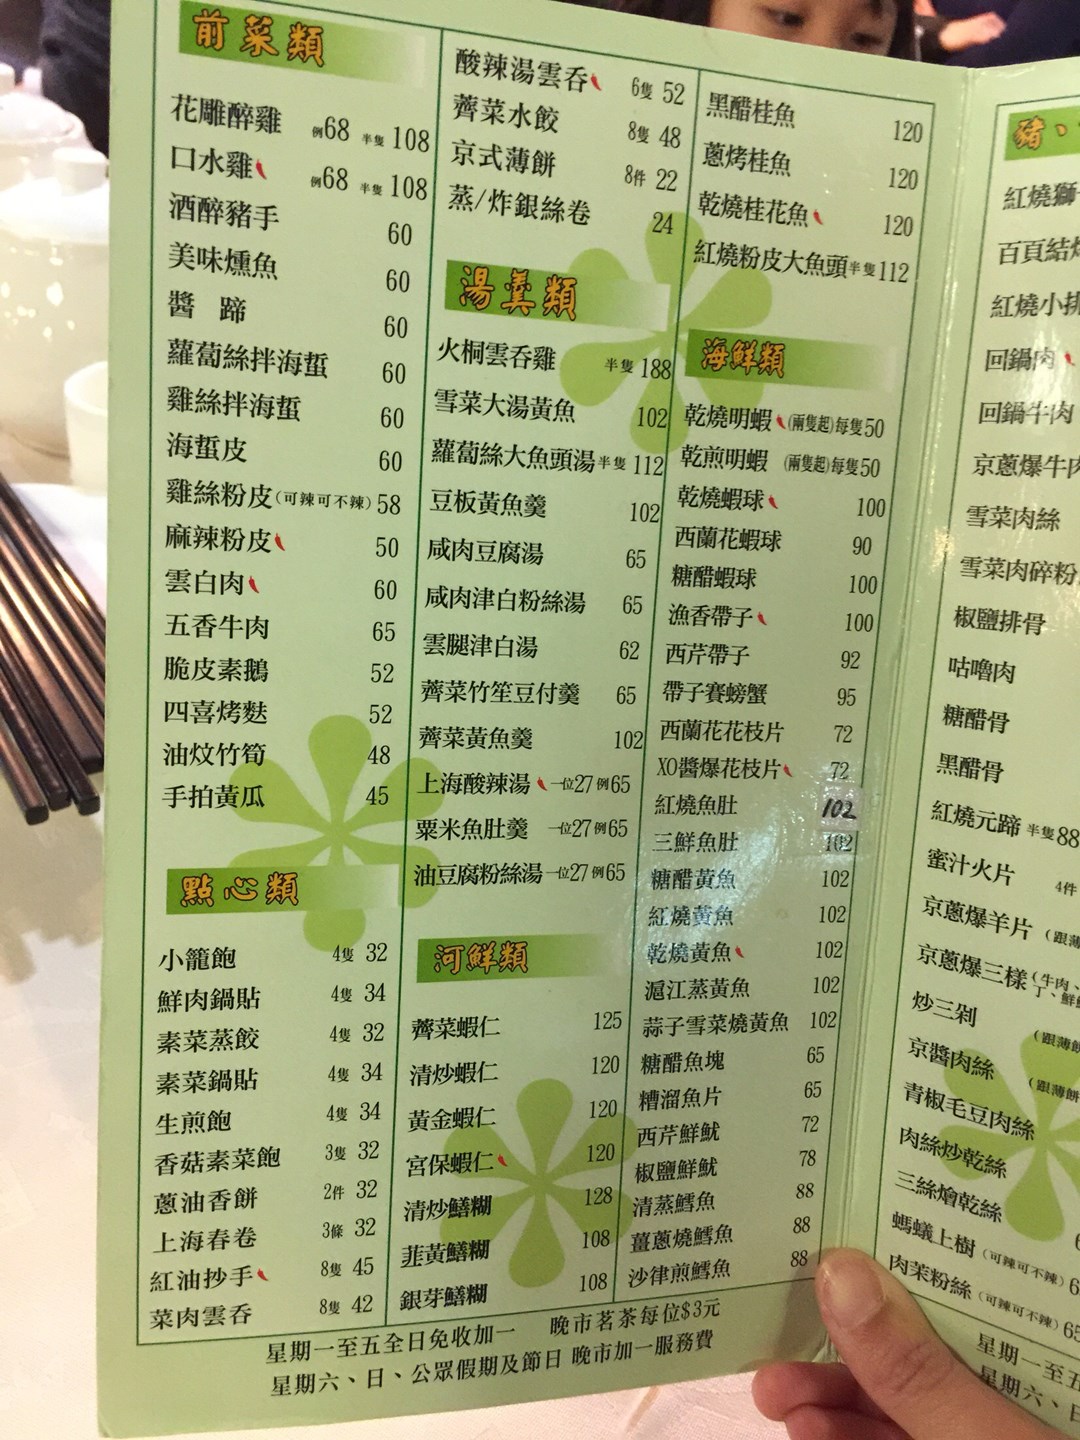 前菜類
花雕醉雞 例68 半隻108
口水雞 例68 半隻108
酒醉豬手 60
美味燻魚 60
醬蹄 60
蘿蔔絲拌海蜇 60
雞絲拌海蜇 60
海蜇皮 60
雞絲粉皮(可辣可不辣) 58
麻辣粉皮 50
雲白肉 60
五香牛肉 65
脆皮素鵝 52
四喜烤麩 52
油炆竹筍 48
手拍黃瓜 45
點心類
小籠飽 4隻 32
鮮肉鍋貼 4隻 34
素菜蒸餃 4隻 32
素菜鍋貼 4隻 34
生煎飽 4隻 34
香菇素菜飽 3隻 32
蔥油香餅 2件 32
上海春卷 3條 32
紅油抄手 8隻 45
菜肉雲吞 8隻 42
酸辣湯雲吞 6隻 52
薺菜水餃 8隻 48
京式薄餅 8件 22
蒸/炸銀絲卷 24
湯羹類
火桐雲吞雞 半隻188
雪菜大湯黃魚 102
蘿蔔絲大魚頭湯 半隻112
豆板黃魚羹 102
咸肉豆腐湯 65
咸肉津白粉絲湯 65
雲腿津白湯 62
薺菜竹笙豆付羹 65
薺菜黃魚羹 102
上海酸辣湯 一位27 例65
粟米魚肚羹 一位27 例65
油豆腐粉絲湯 一位27 例65
河鮮類
薺菜蝦仁 125
清炒蝦仁 120
黃金蝦仁 120
宮保蝦仁 120
清炒鱔糊 128
韭黃鱔糊 108
銀芽鱔糊 108
黑醋桂魚 120
蔥烤桂魚 120
乾燒桂花魚 120
紅燒粉皮大魚頭 半隻112
海鮮類
乾燒明蝦 (兩隻起)每隻50
乾煎明蝦 (兩隻起)每隻50
乾燒蝦球 100
西蘭花蝦球 90
糖醋蝦球 100
漁香帶子 100
西芹帶子 92
帶子賽螃蟹 95
西蘭花花枝片 72
XO醬爆花枝片 72
紅燒魚肚 102
三鮮魚肚 102
糖醋黃魚 102
紅燒黃魚 102
乾燒黃魚 102
滬江蒸黃魚 102
蒜子雪菜燒黃魚 102
糖醋魚塊 65
糟溜魚片 65
西芹鮮魷 72
椒鹽鮮魷 78
清蒸鱈魚 88
薑蔥燒鱈魚 88
沙律煎鱈魚 88
星期一至五全日免收加一 晚市茗茶每位$3元
星期六、日、公眾假期及節日 晚市加一服務費
豬、
紅燒獅
百頁結
紅燒小排
回鍋肉
回鍋牛肉
京蔥爆牛肉
雪菜肉絲
雪菜肉碎粉
椒鹽排骨
咕嚕肉
糖醋骨
黑醋骨
紅燒元蹄 半隻88
蜜汁火片 4件
京蔥爆羊片 (跟薄
京蔥爆三樣 (牛肉、
丁、鮮
炒三剁 (跟薄餅
京醬肉絲 (跟薄餅
青椒毛豆肉絲
肉絲炒乾絲
三絲燴乾絲
螞蟻上樹 (可辣可不辣) 6
肉茉粉絲 (可辣可不辣) 65
星期一至五
星期六、日